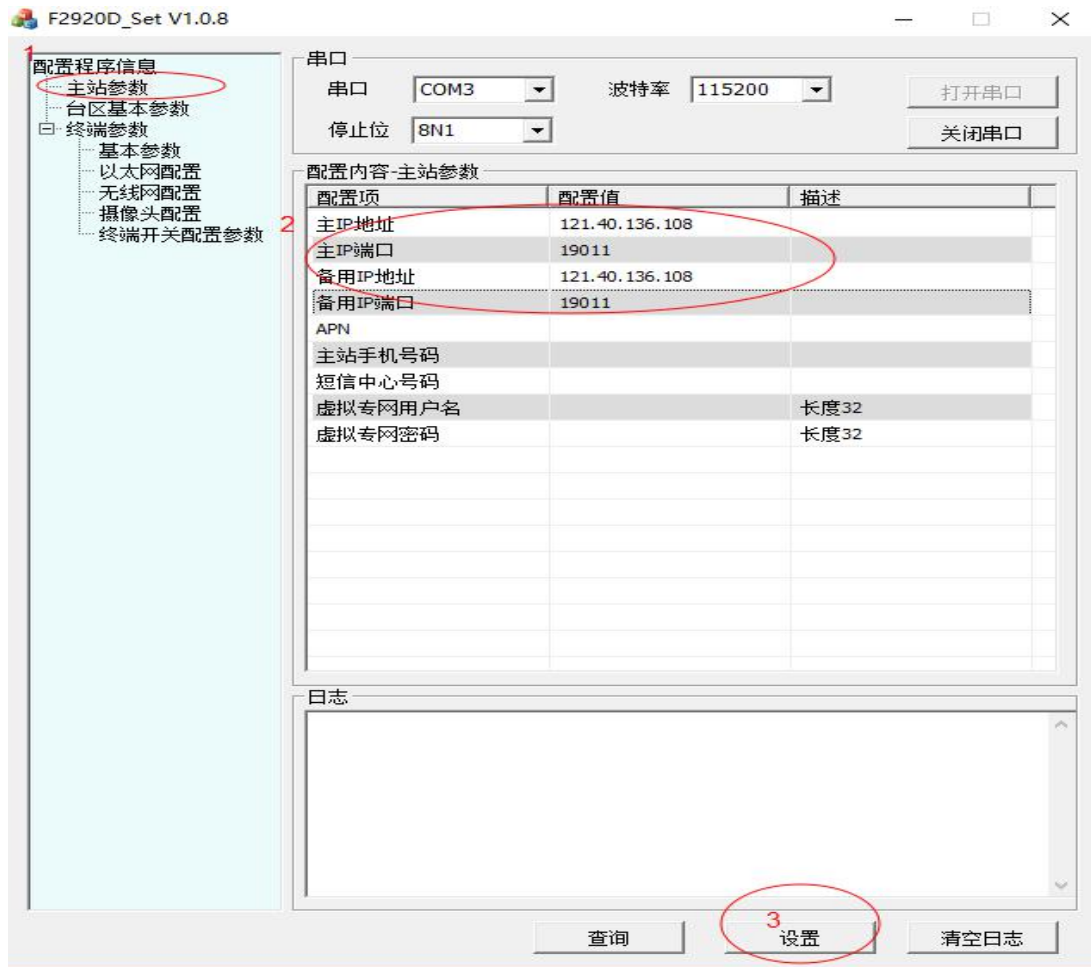 F2920D_Set V1.0.8
1
配置程序信息
主站参数
台区基本参数
终端参数
基本参数
以太网配置
无线网配置
摄像头配置
终端开关配置参数
串口
串口 COM3 波特率 115200 打开串口
停止位 8N1 关闭串口
配置内容-主站参数
配置项 配置值 描述
2
主IP地址 121.40.136.108
主IP端口 19011
备用IP地址 121.40.136.108
备用IP端口 19011
APN
主站手机号码
短信中心号码
虚拟专网用户名 长度32
虚拟专网密码 长度32
日志
3
查询 设置 清空日志